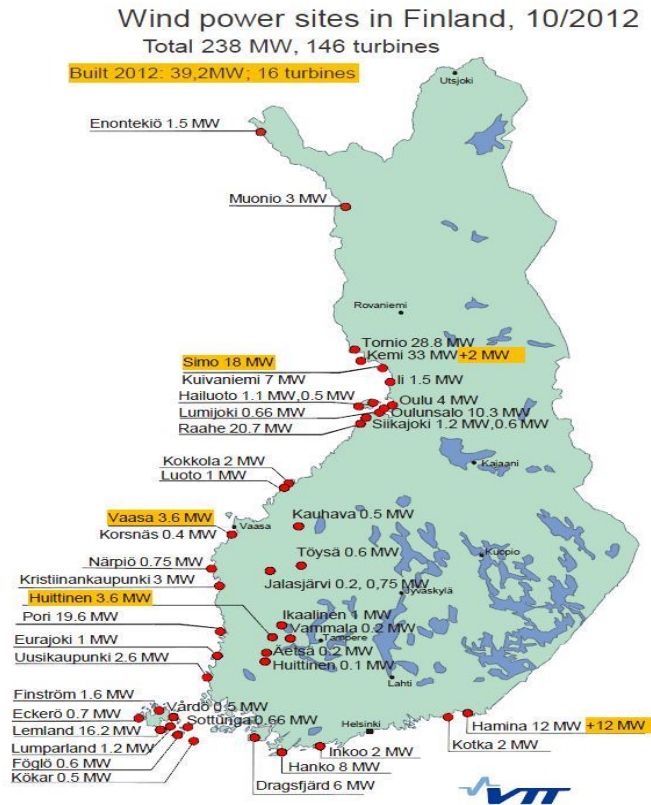 Wind power sites in Finland, 10/2012
Total 238 MW, 146 turbines
Built 2012: 39,2MW; 16 turbines
Utsjoki
Enontekiö 1.5 MW
Muonio 3 MW
Rovaniemi
Tornio 28.8 MW
Kemi 33 MW +2 MW
Simo 18 MW
Kuivaniemi 7 MW
Ii 1.5 MW
Hailuoto 1.1 MW,0.5 MW
Oulu 4 MW
Lumijoki 0.66 MW
Oulunsalo 10.3 MW
Raahe 20.7 MW
Siikajoki 1.2 MW,0.6 MW
Kajaani
Kokkola 2 MW
Luoto 1 MW
Vaasa 3.6 MW
Vaasa
Kauhava 0.5 MW
Korsnäs 0.4 MW
Töysä 0.6 MW
Kuopio
Närpiö 0.75 MW
Kristiinankaupunki 3 MW
Jalasjärvi 0.2, 0,75 MW
Jyväskylä
Huittinen 3.6 MW
Ikaalinen 1 MW
Pori 19.6 MW
Vammala 0.2 MW
Tampere
Eurajoki 1 MW
Äetsä 0.2 MW
Uusikaupunki 2.6 MW
Huittinen 0.1 MW
Lahti
Finström 1.6 MW
Vårdö 0.5 MW
Eckerö 0.7 MW
Sottunga 0.66 MW
Helsinki
Hamina 12 MW +12 MW
Lemland 16.2 MW
Lumparland 1.2 MW
Kotka 2 MW
Föglö 0.6 MW
Inkoo 2 MW
Kökar 0.5 MW
Hanko 8 MW
Dragsfjärd 6 MW
VTT